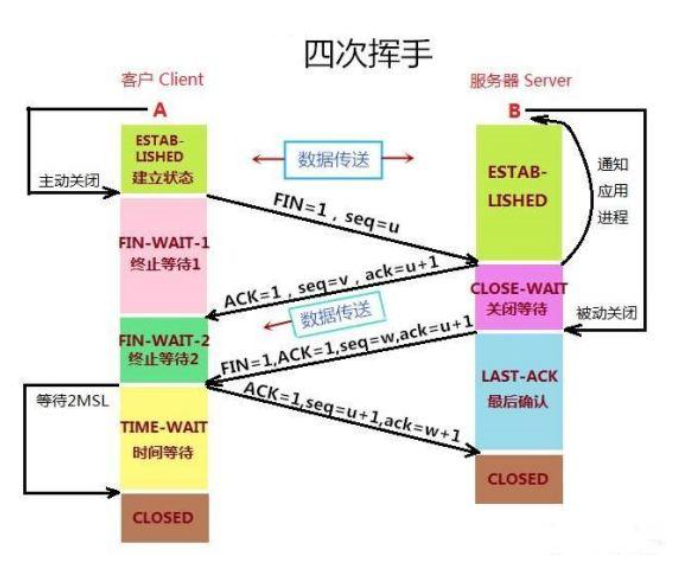 四次挥手
客户 Client
服务器 Server
A
B
ESTAB-
LISHED
建立状态
数据传送
ESTAB-
LISHED
通知
应用
进程
主动关闭
FIN=1，seq=u
FIN-WAIT-1
终止等待1
ACK=1，seq=v，ack=u+1
CLOSE-WAIT
关闭等待
被动关闭
数据传送
FIN-WAIT-2
终止等待2
FIN=1,ACK=1,seq=w,ack=u+1
LAST-ACK
最后确认
等待2MSL
ACK=1,seq=u+1,ack=w+1
TIME-WAIT
时间等待
CLOSED
CLOSED